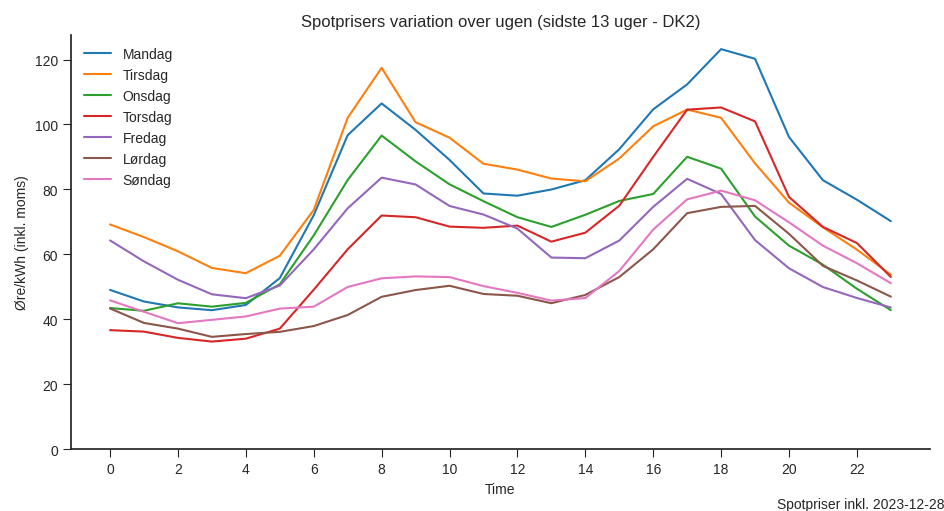 Spotprisers variation over ugen (sidste 13 uger - DK2)
Mandag
Tirsdag
Onsdag
Torsdag
Fredag
Lørdag
Søndag
Øre/kWh (inkl. moms)
120
100
80
60
40
20
0
0 2 4 6 8 10 12 14 16 18 20 22
Time
Spotpriser inkl. 2023-12-28